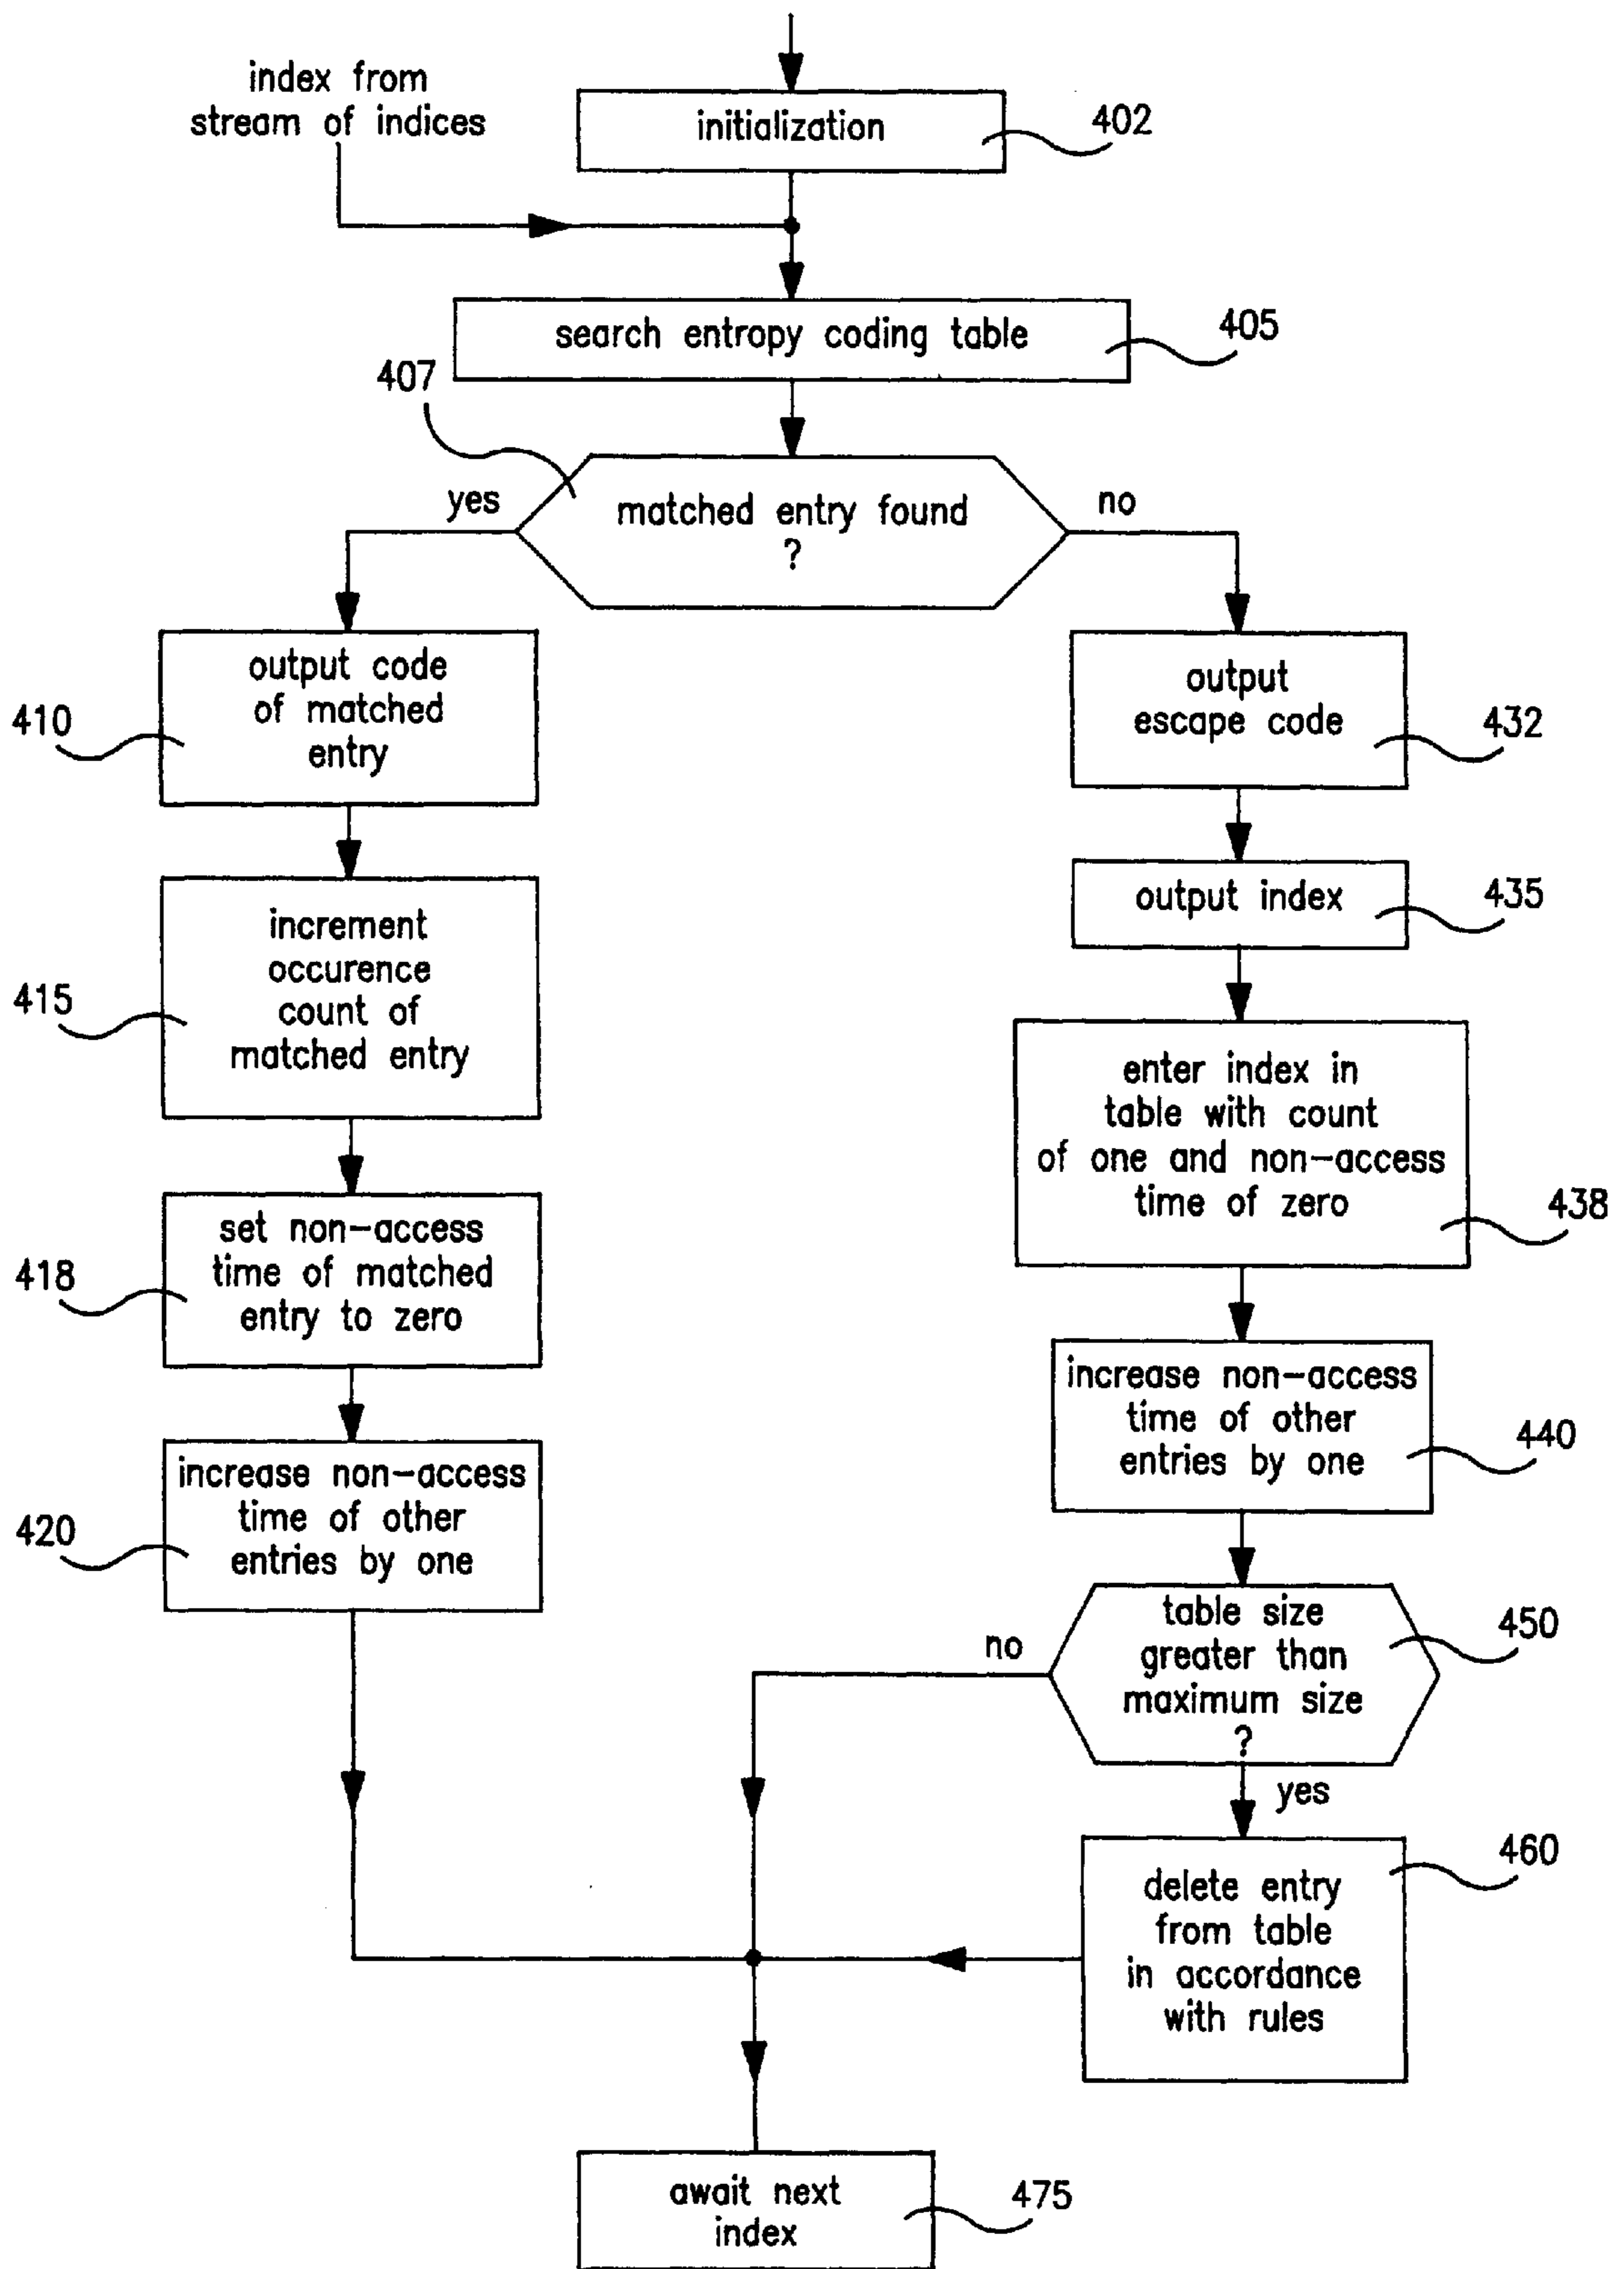 index from
stream of indices
initialization
402
search entropy coding table
405
407
yes
matched entry found
?
no
output code
of matched
entry
410
output
escape code
432
output index
435
increment
occurence
count of
matched entry
415
enter index in
table with count
of one and non-access
time of zero
438
set non-access
time of matched
entry to zero
418
increase non-access
time of other
entries by one
440
increase non-access
time of other
entries by one
420
table size
greater than
maximum size
?
450
no
yes
delete entry
from table
in accordance
with rules
460
await next
index
475